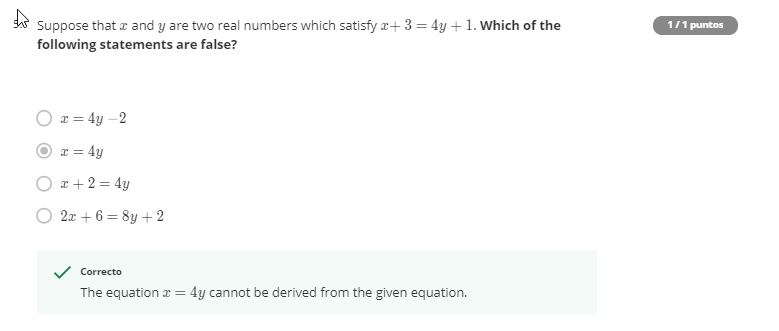 Suppose that x and y are two real numbers which satisfy x+ 3 = 4y + 1. Which of the
following statements are false?
1 / 1 puntos
x = 4y −2
x = 4y
x + 2 = 4y
2x + 6 = 8y + 2
Correcto
The equation x = 4y cannot be derived from the given equation.